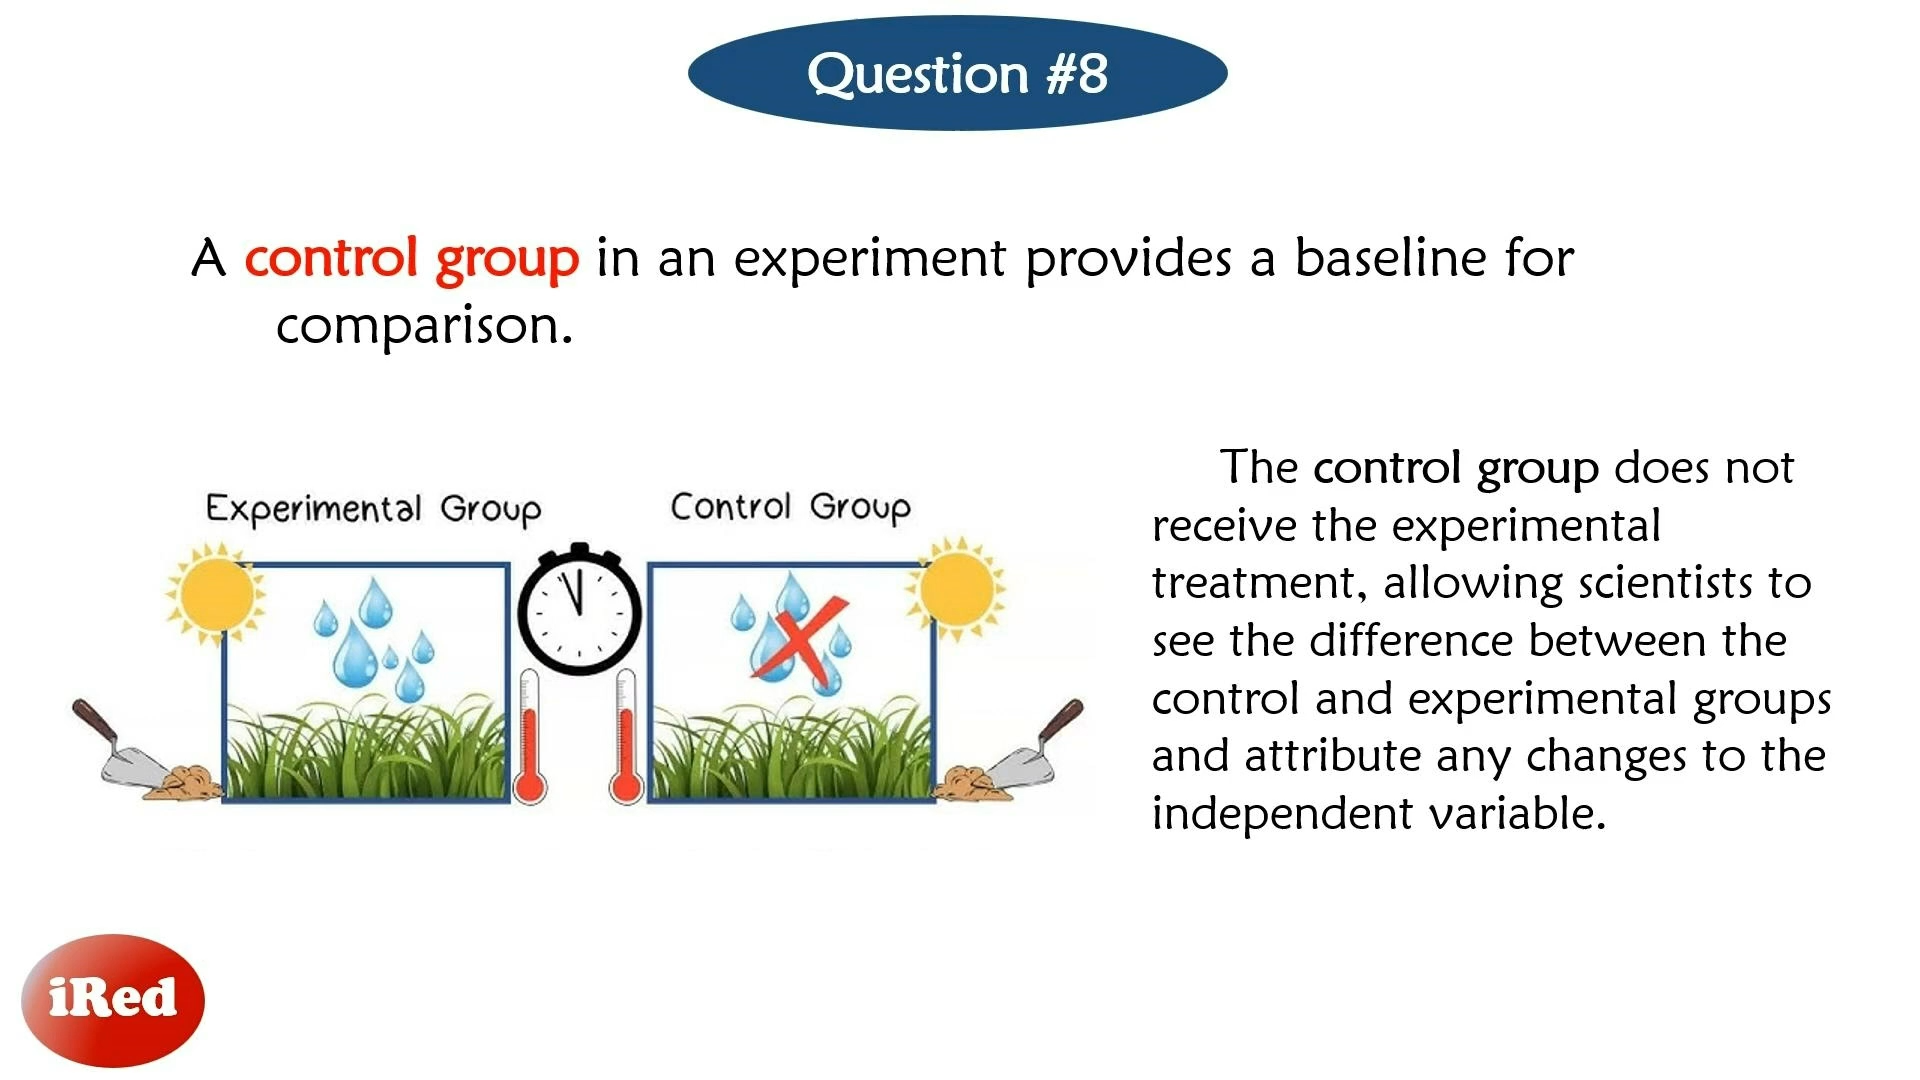 Question #8
A control group in an experiment provides a baseline for
comparison.
Experimental Group
Control Group
The control group does not
receive the experimental
treatment, allowing scientists to
see the difference between the
control and experimental groups
and attribute any changes to the
independent variable.
iRed